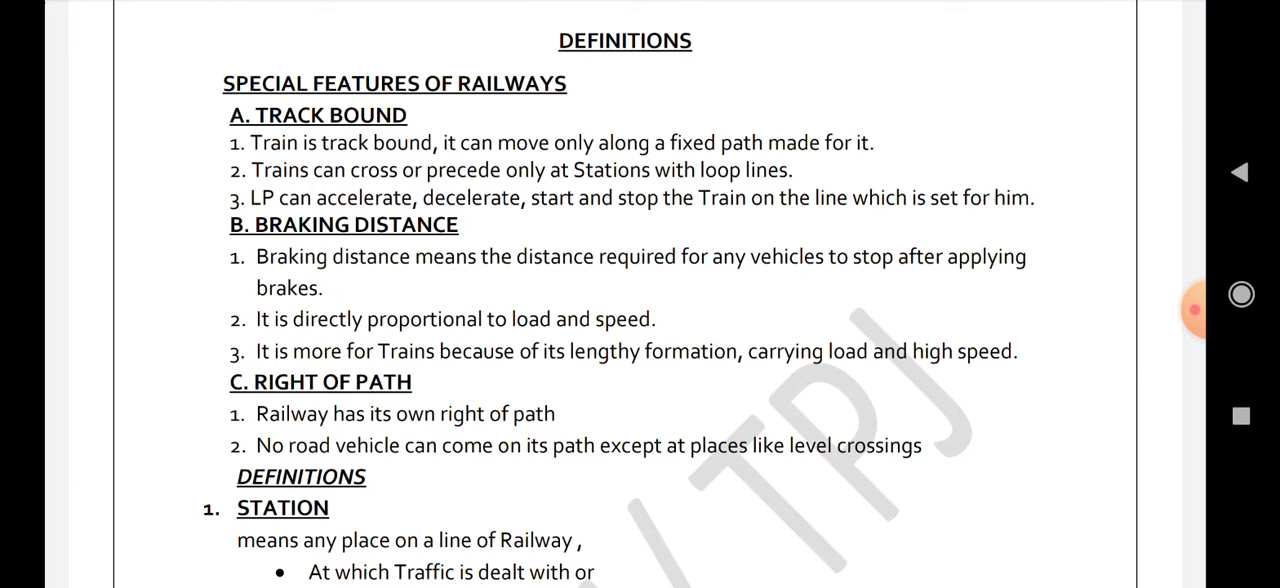 DEFINITIONS
SPECIAL FEATURES OF RAILWAYS
A. TRACK BOUND
1. Train is track bound, it can move only along a fixed path made for it.
2. Trains can cross or precede only at Stations with loop lines.
3. LP can accelerate, decelerate, start and stop the Train on the line which is set for him.
B. BRAKING DISTANCE
1. Braking distance means the distance required for any vehicles to stop after applying
brakes.
2. It is directly proportional to load and speed.
3. It is more for Trains because of its lengthy formation, carrying load and high speed.
C. RIGHT OF PATH
1. Railway has its own right of path
2. No road vehicle can come on its path except at places like level crossings
DEFINITIONS
1. STATION
means any place on a line of Railway ,
• At which Traffic is dealt with or
/ TPJ